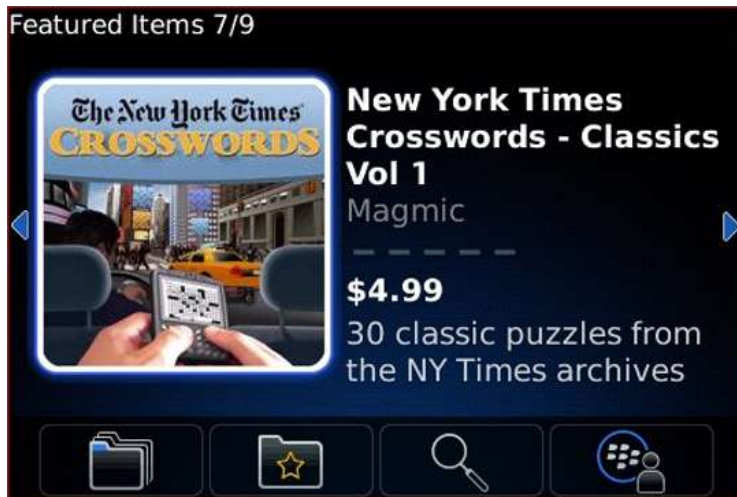 Featured Items 7/9
The New York Times
CROSSWORDS
New York Times
Crosswords - Classics
Vol 1
Magmic
$4.99
30 classic puzzles from
the NY Times archives